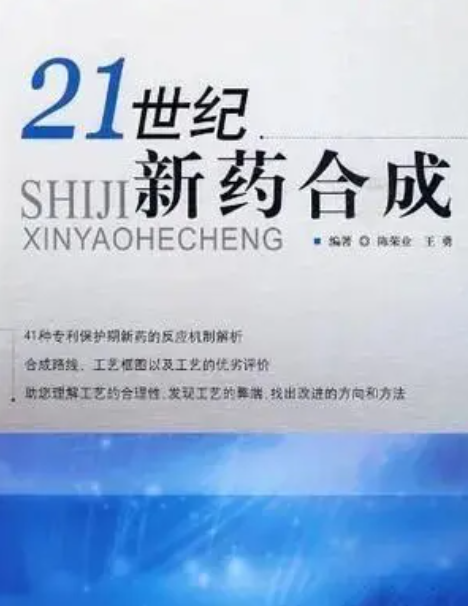 21世纪
新药合成
SHIJI
XINYAOHECHENG
■ 编著 ◎ 陈荣业 王 勇
41种专利保护期新药的反应机制解析
合成路线、工艺框图以及工艺的优劣评价
助您理解工艺的合理性,发现工艺的弊端,找出改进的方向和方法